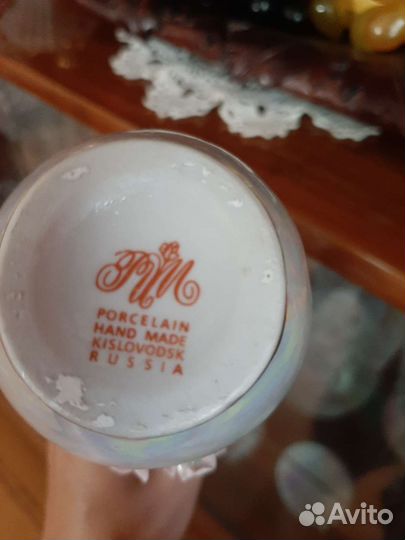 PORCELAIN
HAND MADE
KISLOVODSK
RUSSIA
Avito